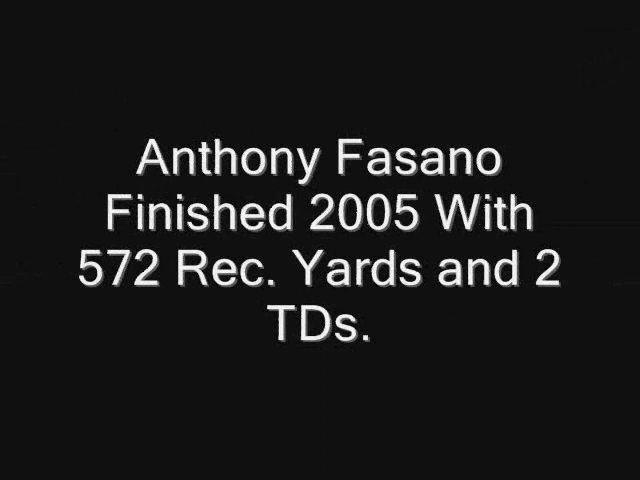 Anthony Fasano
Finished 2005 With
572 Rec. Yards and 2
TDs.